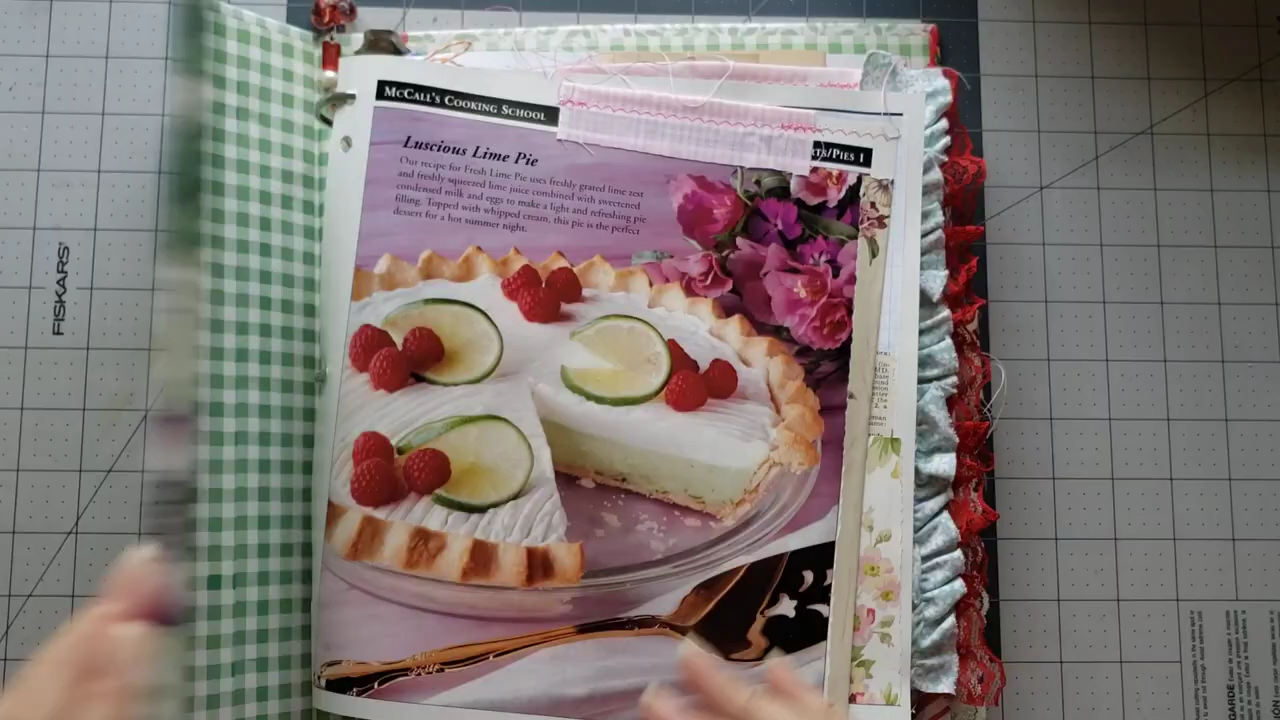 McCall's Cooking School
rts/Pies 1
Luscious Lime Pie
Our recipe for Fresh Lime Pie uses freshly grated lime zest
and freshly squeezed lime juice combined with sweetened
condensed milk and eggs to make a light and refreshing pie
filling. Topped with whipped cream, this pie is the perfect
dessert for a hot summer night.
FISKARS